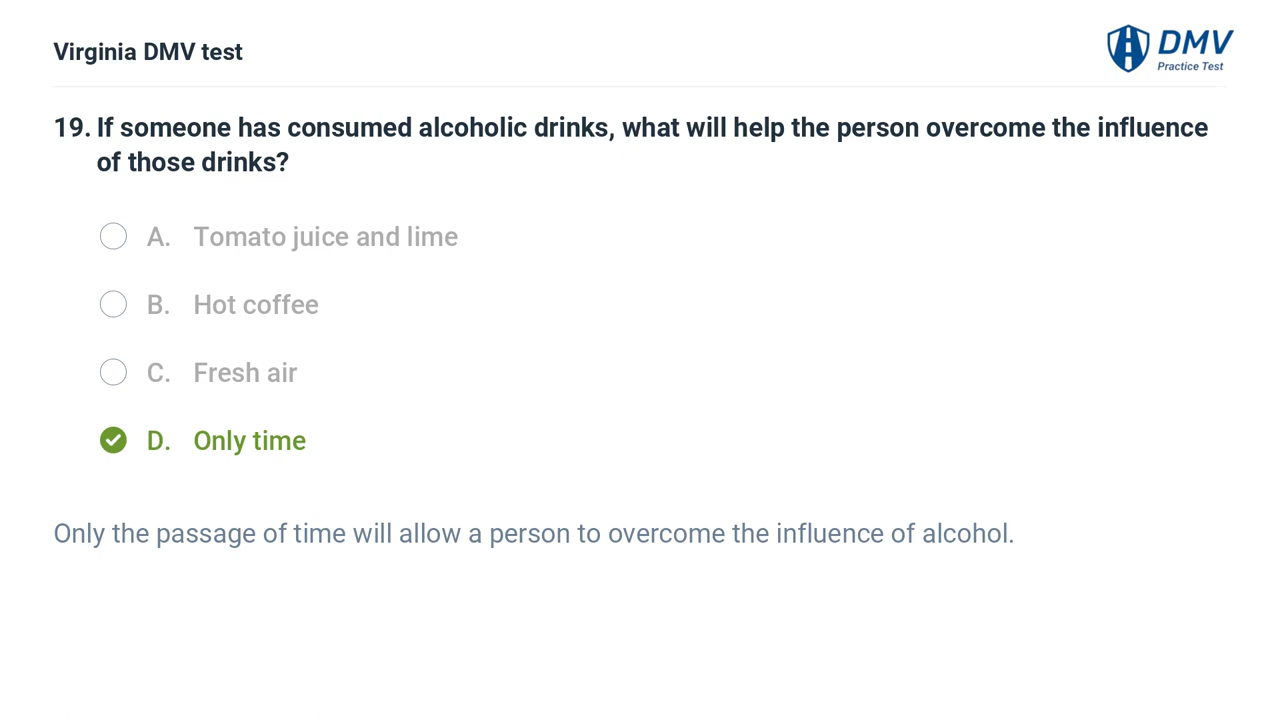 Virginia DMV test
DMV
Practice Test
19. If someone has consumed alcoholic drinks, what will help the person overcome the influence
of those drinks?
A. Tomato juice and lime
B. Hot coffee
C. Fresh air
D. Only time
Only the passage of time will allow a person to overcome the influence of alcohol.